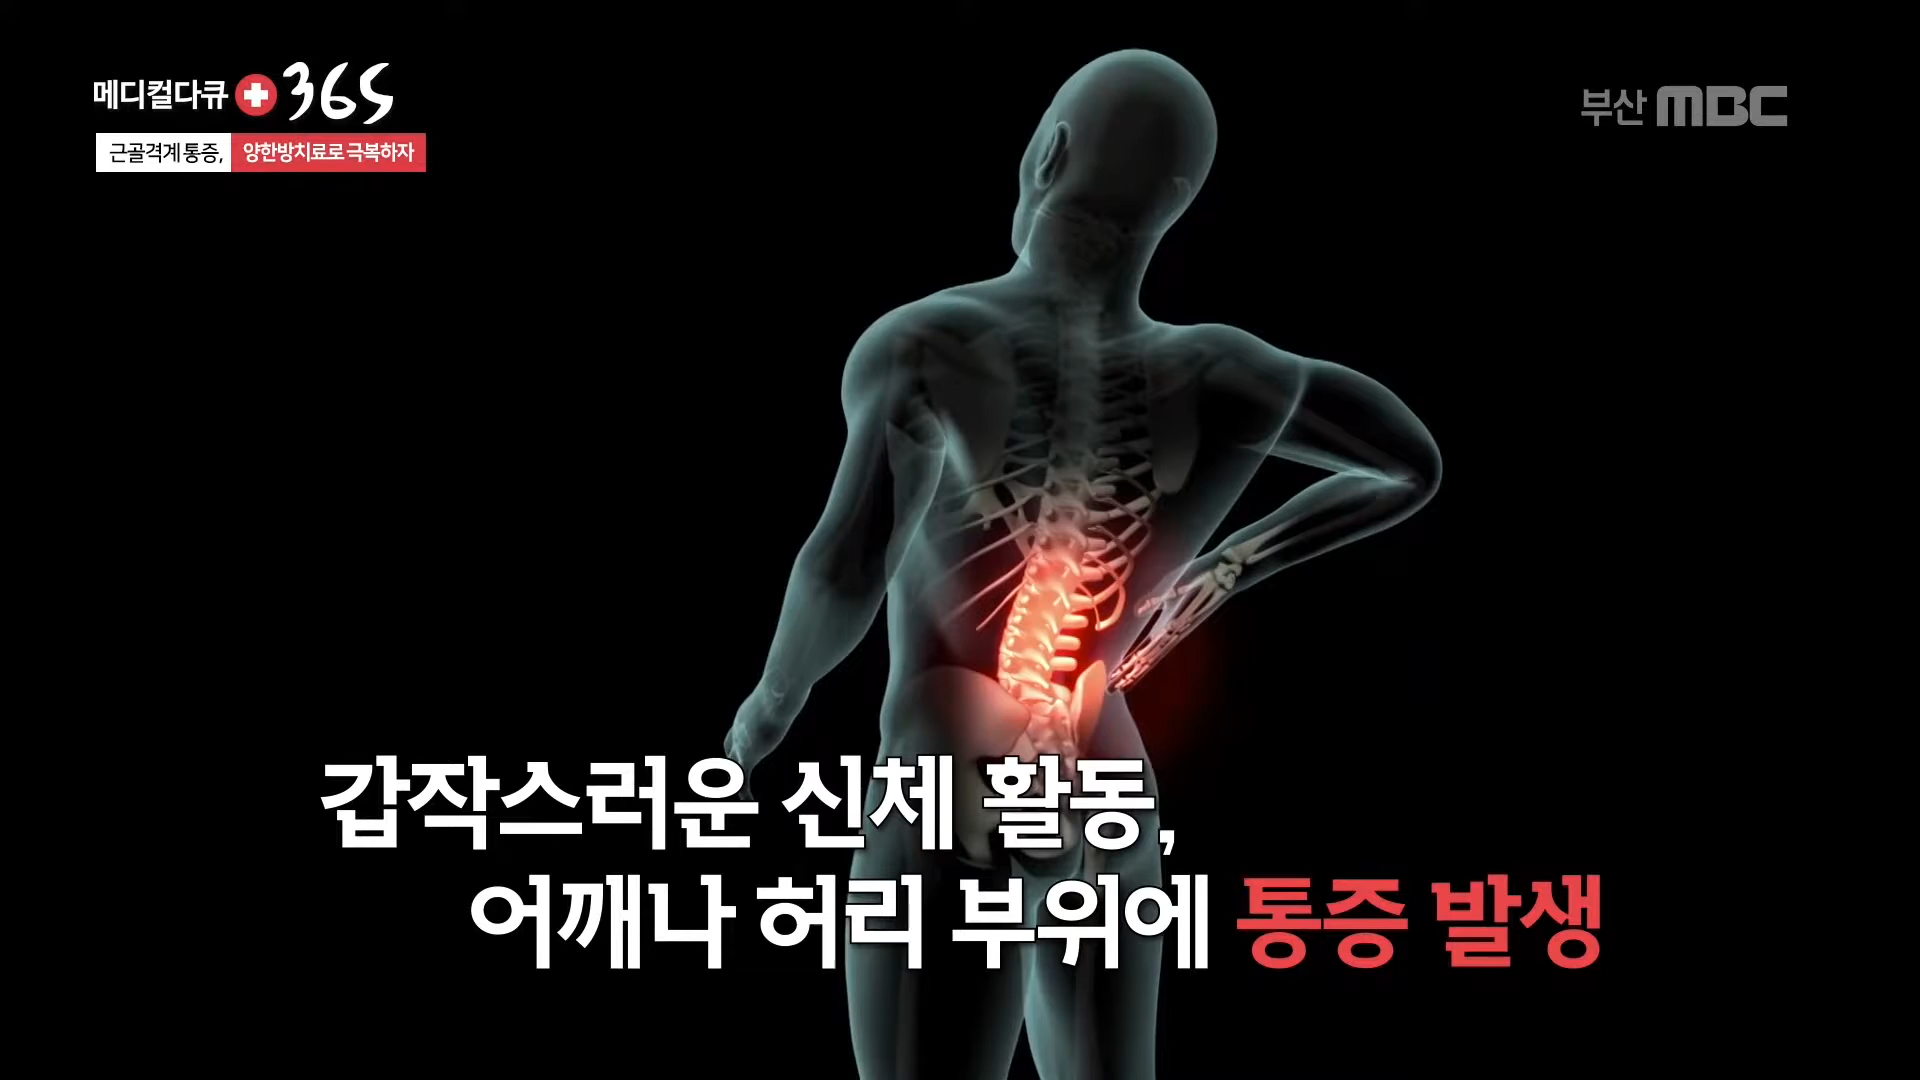 메디컬다큐 365
부산 MBC
근골격계 통증, 양한방치료로 극복하자
갑작스러운 신체 활동,
어깨나 허리 부위에 통증 발생